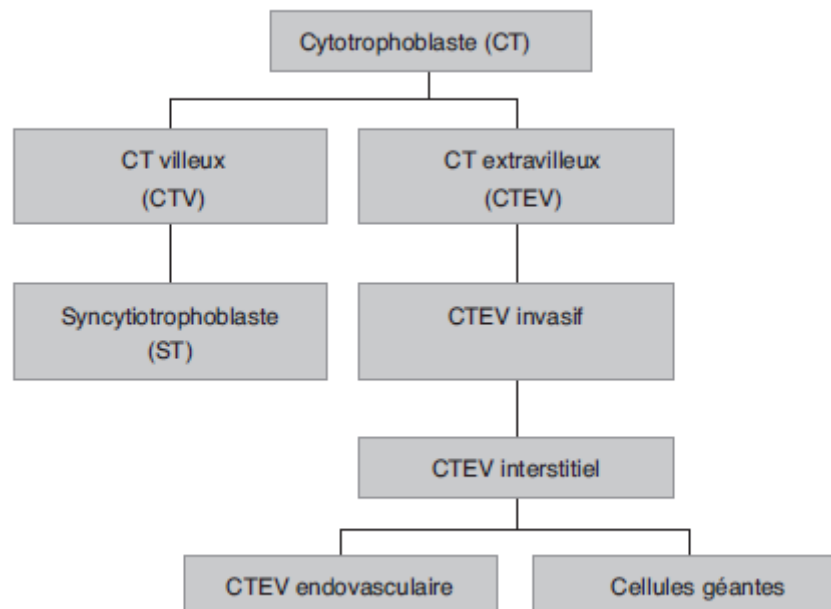 Cytotrophoblaste (CT)
CT villeux
(CTV)
CT extravilleux
(CTEV)
Syncytiotrophoblaste
(ST)
CTEV invasif
CTEV interstitiel
CTEV endovasculaire
Cellules géantes